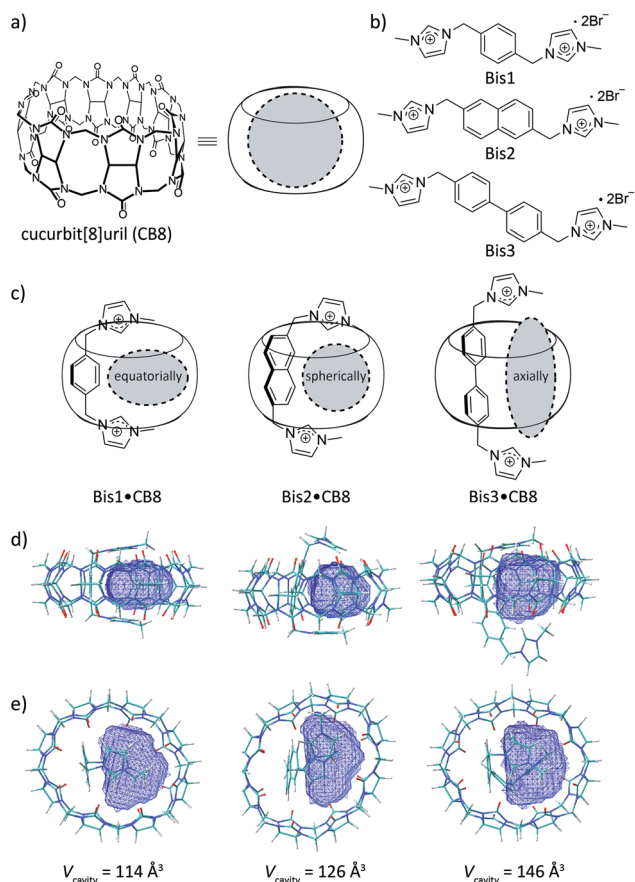 a)
b)
cucurbit[8]uril (CB8)
· 2Br⁻
Bis1
· 2Br⁻
Bis2
· 2Br⁻
Bis3
c)
equatorially
spherically
axially
Bis1•CB8
Bis2•CB8
Bis3•CB8
d)
e)
V_cavity = 114 Å³
V_cavity = 126 Å³
V_cavity = 146 Å³